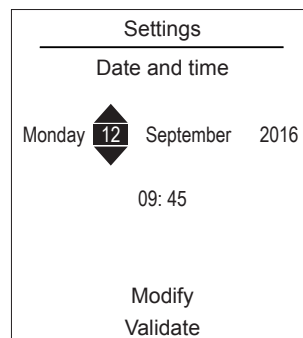 Settings
Date and time
Monday 12 September 2016
09: 45
Modify
Validate